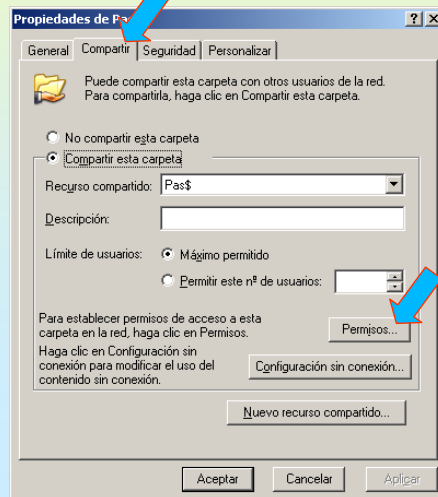 Propiedades de Pa
General Compartir Seguridad Personalizar
Puede compartir esta carpeta con otros usuarios de la red.
Para compartirla, haga clic en Compartir esta carpeta.
No compartir esta carpeta
Compartir esta carpeta
Recurso compartido: Pas$
Descripción:
Límite de usuarios: Máximo permitido
Permitir este nº de usuarios:
Para establecer permisos de acceso a esta
carpeta en la red, haga clic en Permisos.
Permisos...
Haga clic en Configuración sin
conexión para modificar el uso del
contenido sin conexión.
Configuración sin conexión...
Nuevo recurso compartido...
Aceptar Cancelar Aplicar